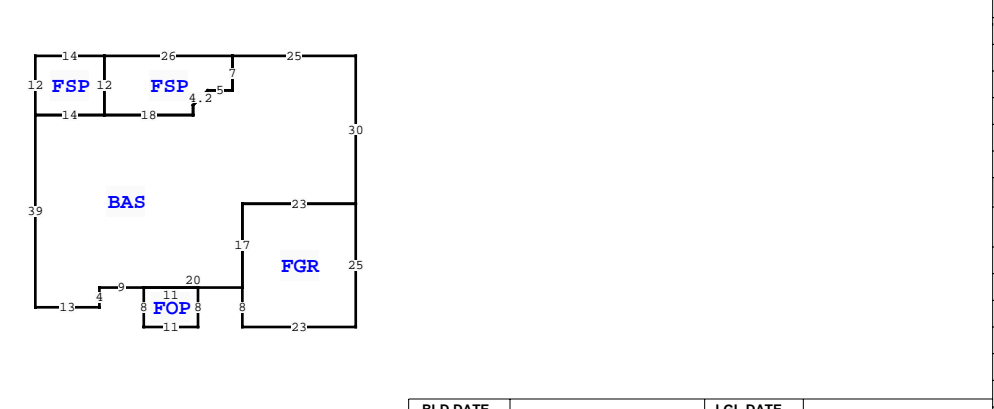 14 26 25
7
12 FSP 12 FSP 5
4.2
14 18
30
BAS 23
39
17
FGR 25
20
9 11
4
13 8 FOP 8 8
11 23
BLD DATE LGL DATE